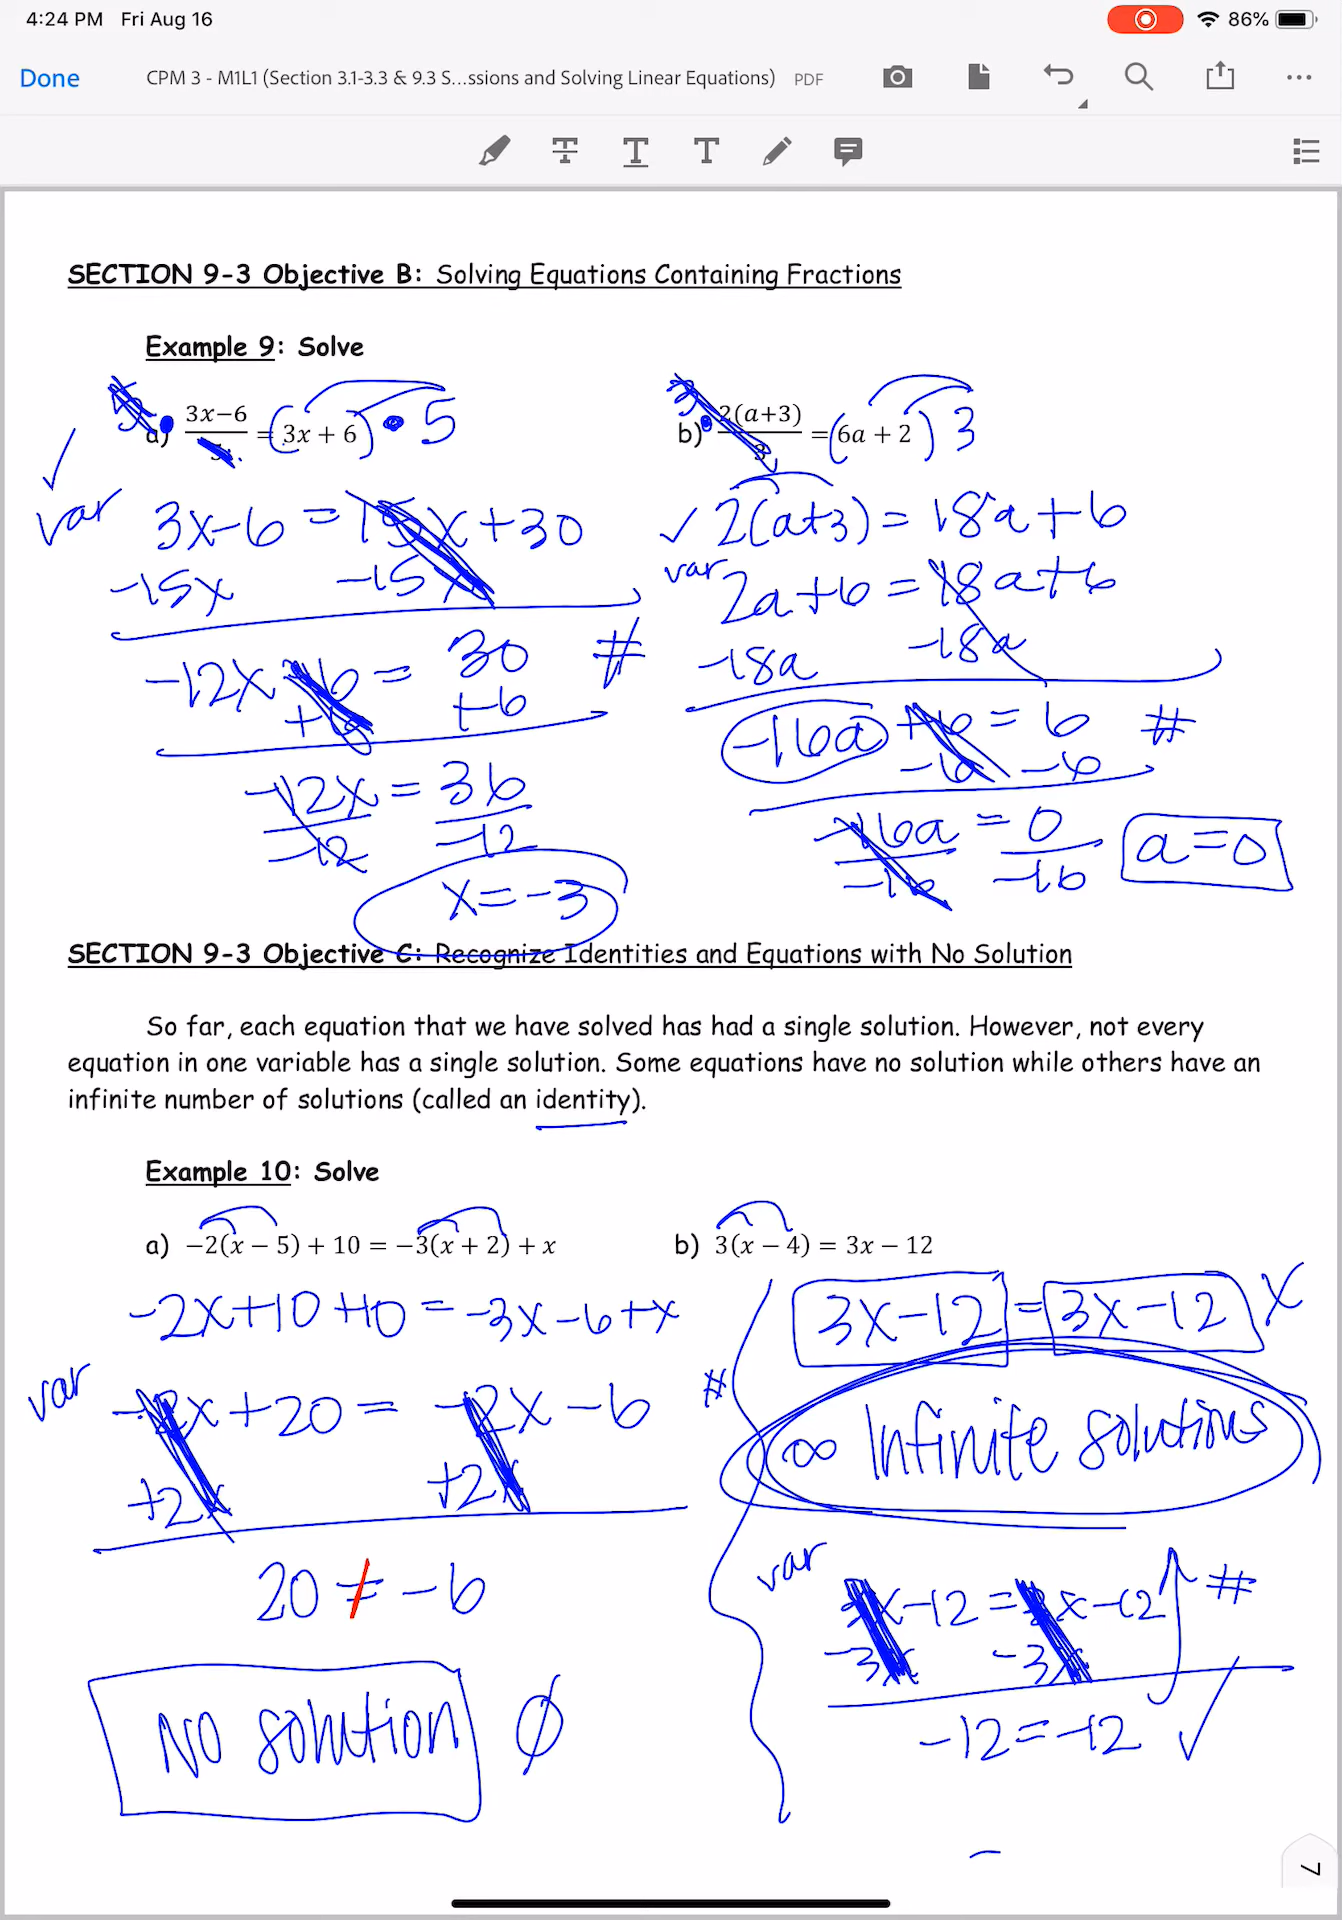 4:24 PM Fri Aug 16
86%
Done
CPM 3 - M1L1 (Section 3.1-3.3 & 9.3 S...ssions and Solving Linear Equations) PDF
SECTION 9-3 Objective B: Solving Equations Containing Fractions
Example 9: Solve
a) 5 • (3x−6)/5 = (3x + 6) • 5
var 3x-6 = 15x+30
-15x -15x
-12x -6 = 30 #
+6 +6
-12x = 36
-12 -12
x = -3
b) 3 • 2(a+3)/3 = (6a + 2) 3
✓ 2(a+3) = 18a+6
var 2a+6 = 18a+6
-18a -18a
-16a +6 = 6 #
-6 -6
-16a = 0
-16 -16
a=0
SECTION 9-3 Objective C: Recognize Identities and Equations with No Solution
So far, each equation that we have solved has had a single solution. However, not every
equation in one variable has a single solution. Some equations have no solution while others have an
infinite number of solutions (called an identity).
Example 10: Solve
a) −2(x − 5) + 10 = −3(x + 2) + x
-2x+10+10 = -3x-6+x
var -2x+20 = -2x-6 #
+2x +2x
20 ≠ -6
No solution ∅
b) 3(x − 4) = 3x − 12
3x-12 = 3x-12 x
∞ Infinite solutions
var 3x-12 = 3x-12 #
-3x -3x
-12 = -12 ✓
7